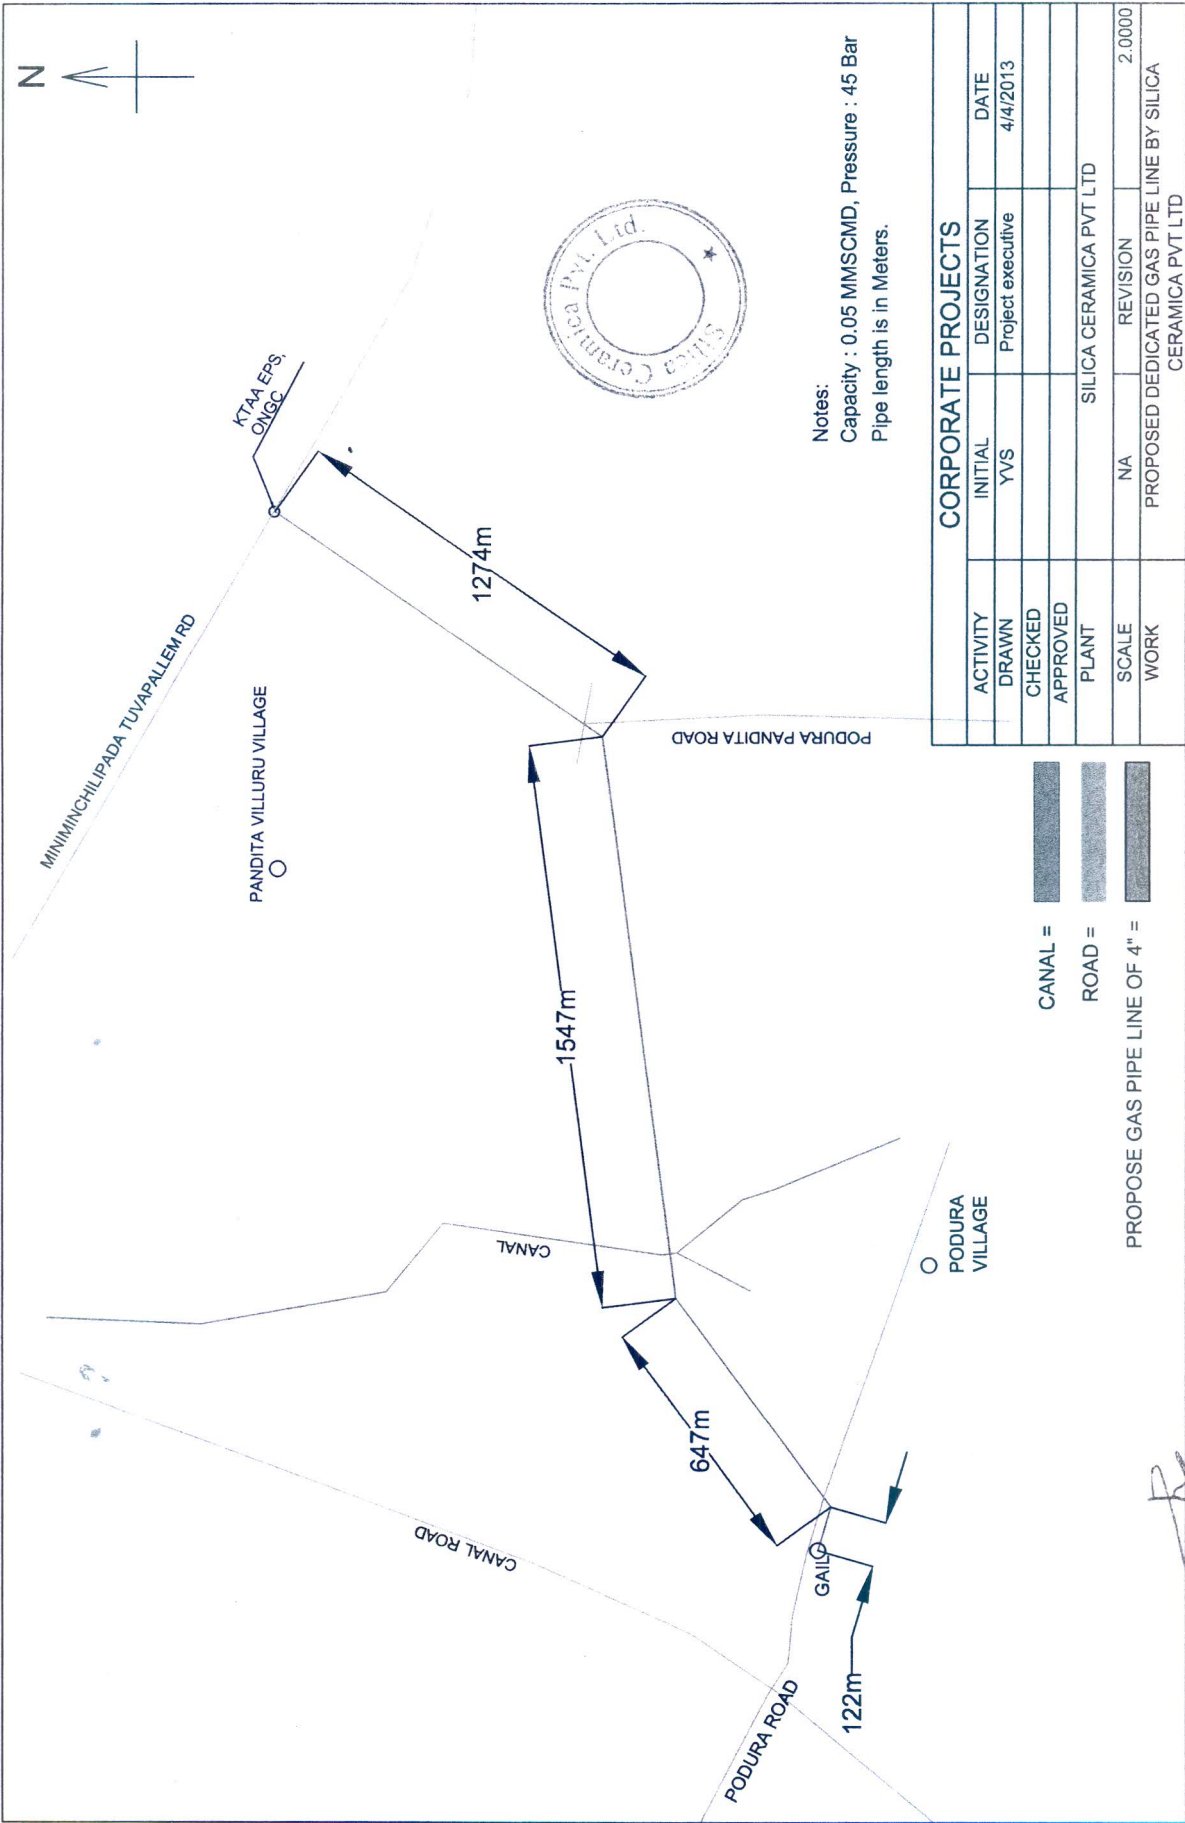 N
MINIMINCHILIPADA TUVAPALLEM RD
KTAA EPS,
ONGC
PANDITA VILLURU VILLAGE
1274m
1547m
CANAL
PODURA PANDITA ROAD
647m
CANAL ROAD
GAIL
PODURA ROAD
122m
PODURA
VILLAGE
Silica Ceramica Pvt. Ltd.
Notes:
Capacity : 0.05 MMSCMD, Pressure : 45 Bar
Pipe length is in Meters.
CANAL =
ROAD =
PROPOSE GAS PIPE LINE OF 4" =
CORPORATE PROJECTS
ACTIVITY INITIAL DESIGNATION DATE
DRAWN YVS Project executive 4/4/2013
CHECKED
APPROVED
PLANT SILICA CERAMICA PVT LTD
SCALE NA REVISION 2.0000
WORK PROPOSED DEDICATED GAS PIPE LINE BY SILICA
CERAMICA PVT LTD